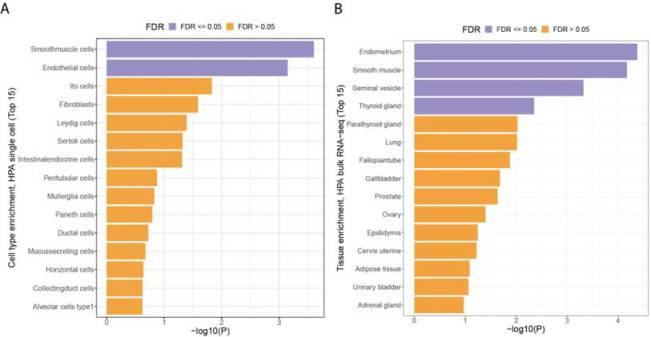 A
FDR FDR <= 0.05 FDR > 0.05
Cell type enrichment, HPA single cell (Top 15)
Smoothmuscle cells
Endothelial cells
Ito cells
Fibroblasts
Leydig cells
Sertoli cells
Intestinalendocrine cells
Peritubular cells
Mullerglia cells
Paneth cells
Ductal cells
Mucussecreting cells
Horizontal cells
Collectingduct cells
Alveolar cells type1
0 1 2 3
−log10(P)
B
FDR FDR <= 0.05 FDR > 0.05
Tissue enrichment, HPA bulk RNA−seq (Top 15)
Endometrium
Smooth muscle
Seminal vesicle
Thyroid gland
Parathyroid gland
Lung
Fallopiantube
Gallbladder
Prostate
Ovary
Epididymis
Cervix uterine
Adipose tissue
Urinary bladder
Adrenal gland
0 1 2 3 4
−log10(P)